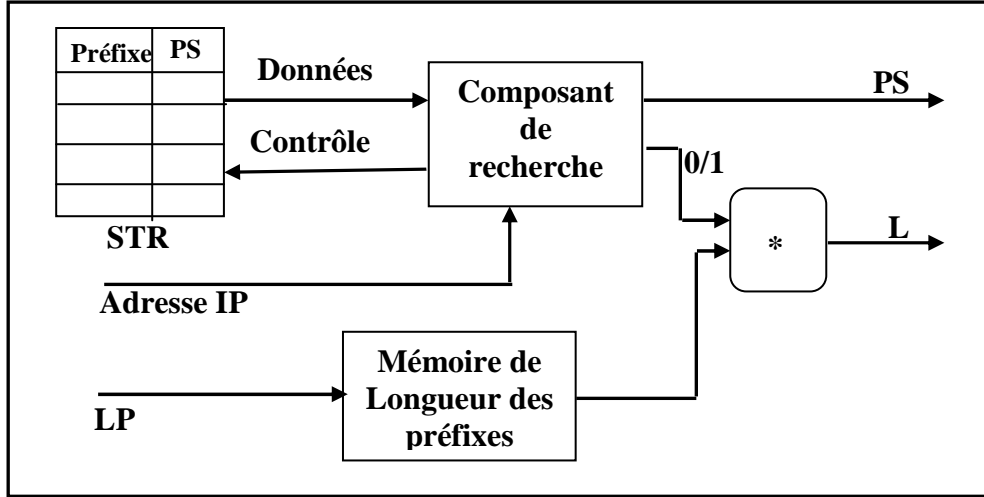 Préfixe PS
Données
Contrôle
STR
Composant
de
recherche
PS
0/1
*
L
Adresse IP
LP
Mémoire de
Longueur des
préfixes